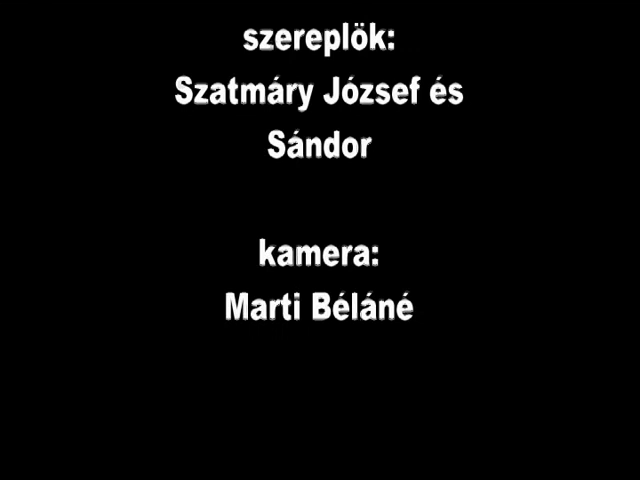 szereplök:
Szatmáry József és
Sándor
kamera:
Marti Béláné